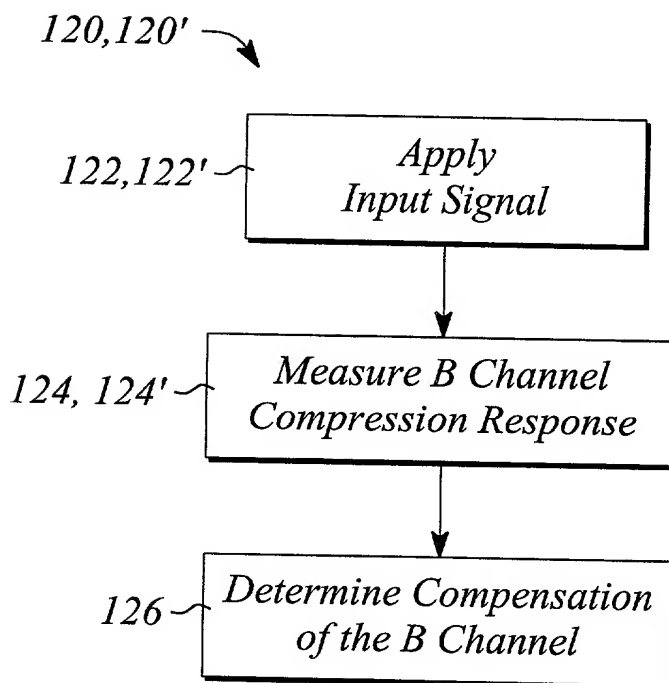 120,120'
122,122'
Apply
Input Signal
124, 124'
Measure B Channel
Compression Response
126
Determine Compensation
of the B Channel